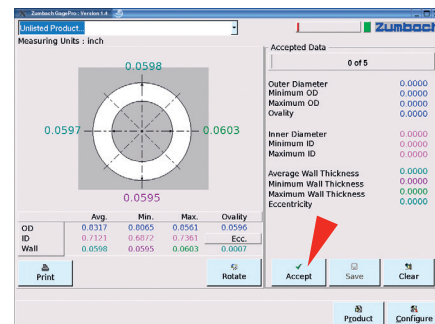 Zumbach GagePro: Version 1.4
Unlisted Product...
Zumbach
Measuring Units : inch
0.0598
0.0597
0.0603
0.0595
Avg. Min. Max. Ovality
OD 0.8317 0.8065 0.8561 0.0596
ID 0.7121 0.6872 0.7361 Ecc.
Wall 0.0598 0.0595 0.0603 0.0007
Print
Rotate
Accepted Data
0 of 5
Outer Diameter 0.0000
Minimum OD 0.0000
Maximum OD 0.0000
Ovality 0.0000
Inner Diameter 0.0000
Minimum ID 0.0000
Maximum ID 0.0000
Average Wall Thickness 0.0000
Minimum Wall Thickness 0.0000
Maximum Wall Thickness 0.0000
Eccentricity 0.0000
Accept
Save
Clear
Product
Configure